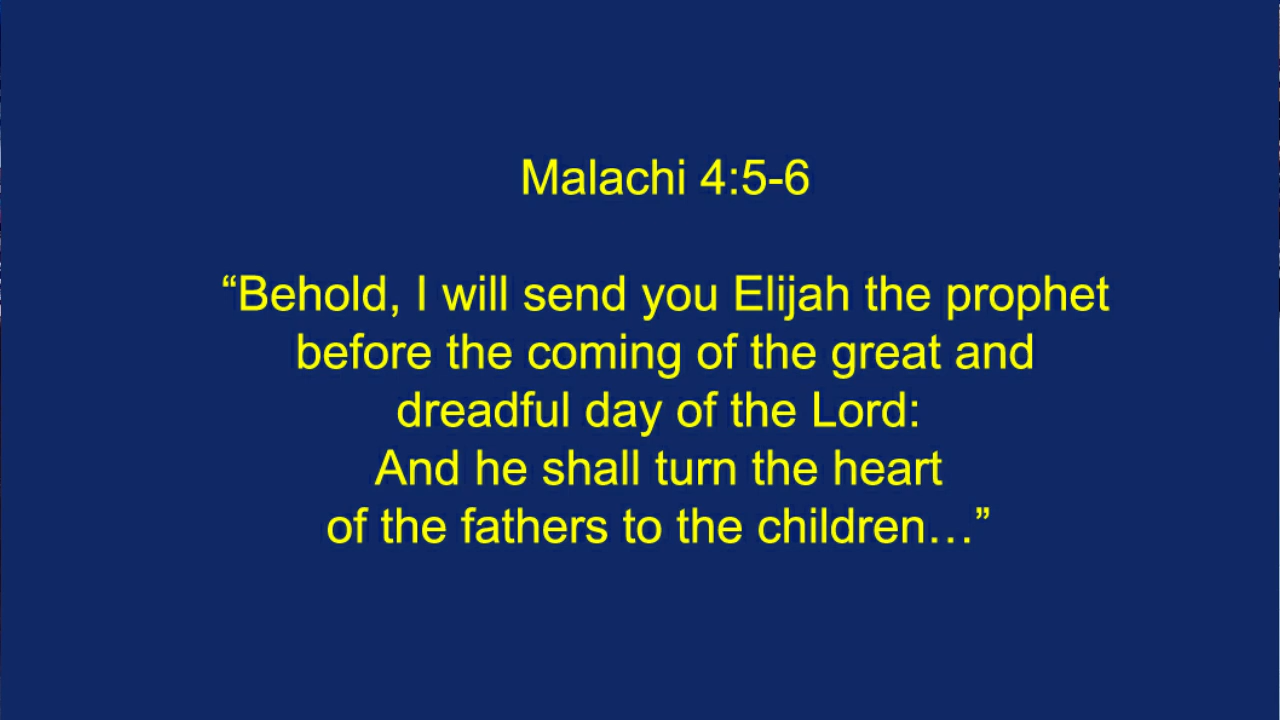 Malachi 4:5-6
“Behold, I will send you Elijah the prophet
before the coming of the great and
dreadful day of the Lord:
And he shall turn the heart
of the fathers to the children…”